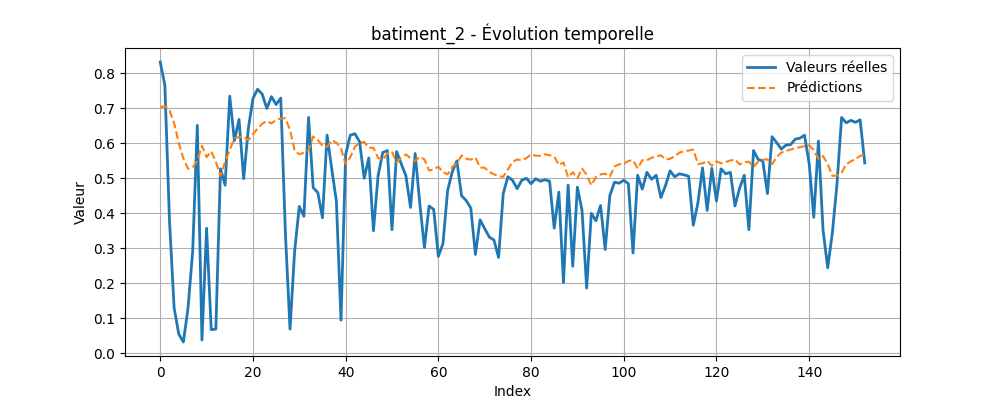 batiment_2 - Évolution temporelle
Valeurs réelles
Prédictions
0.8
0.7
0.6
0.5
0.4
0.3
0.2
0.1
0.0
Valeur
0 20 40 60 80 100 120 140
Index